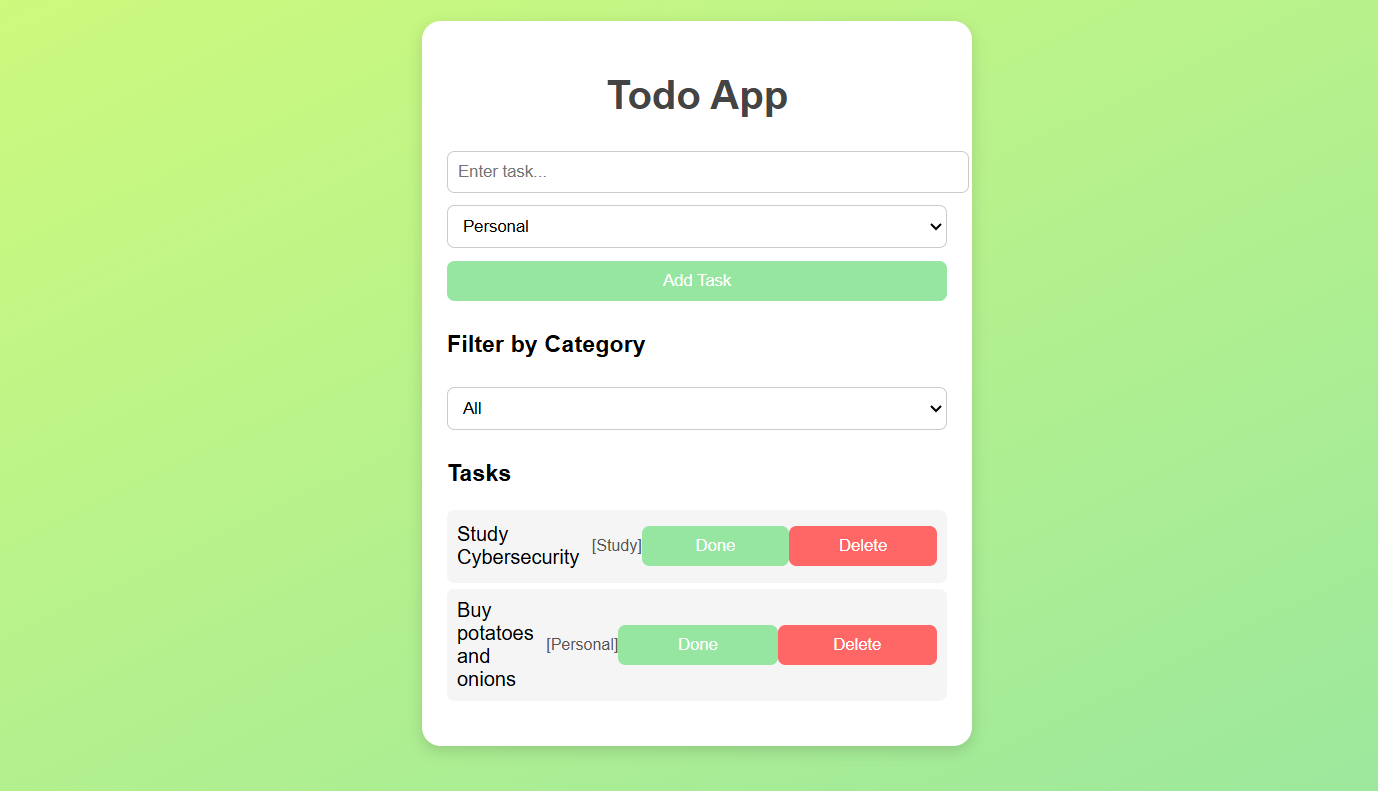 Todo App
Enter task...
Personal
Add Task
Filter by Category
All
Tasks
Study
Cybersecurity
[Study]
Done
Delete
Buy
potatoes
and
onions
[Personal]
Done
Delete